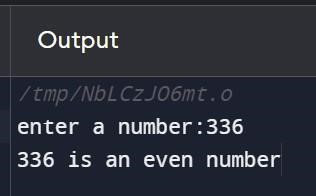 Output
/tmp/NbLCzJO6mt.o
enter a number:336
336 is an even number